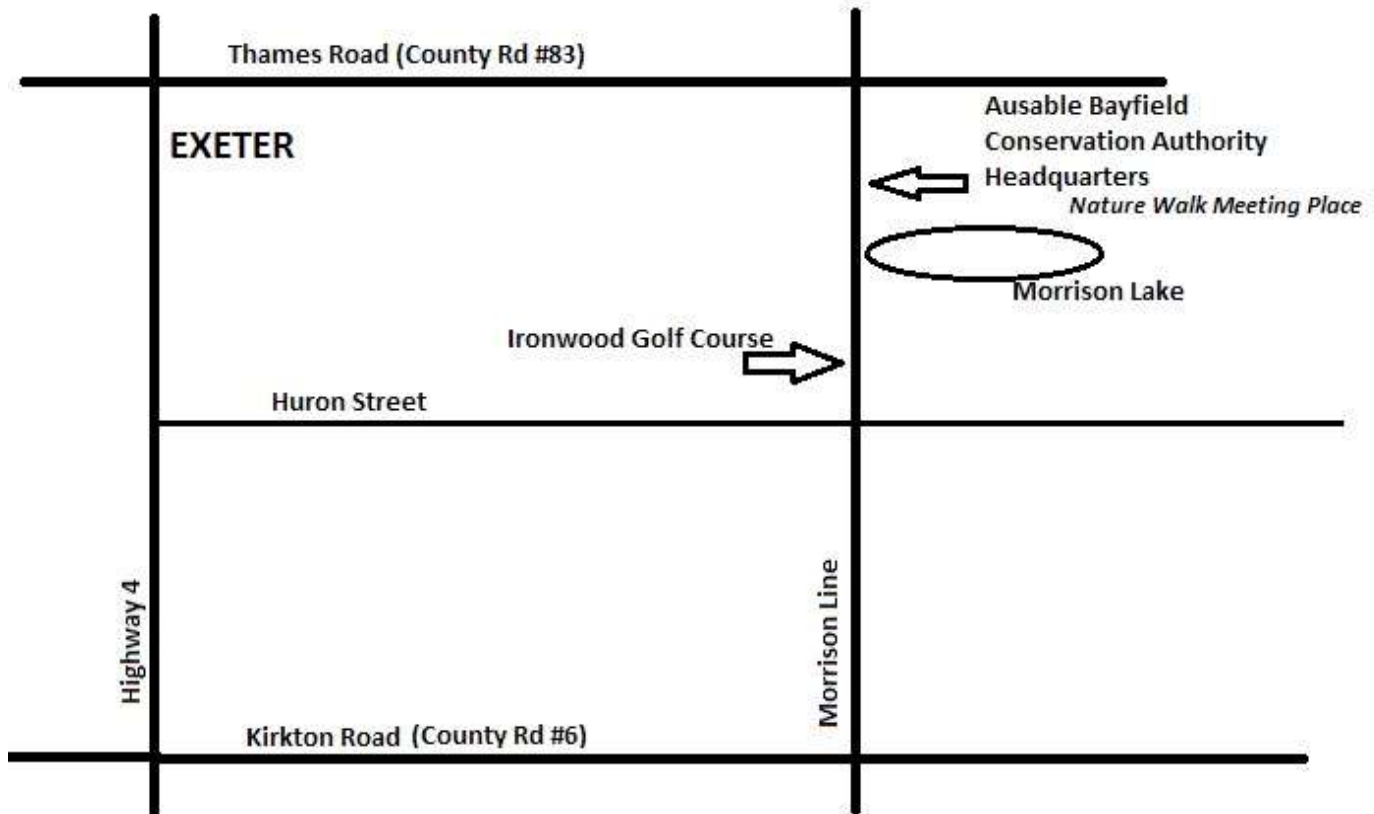 Thames Road (County Rd #83)
EXETER
Ausable Bayfield
Conservation Authority
Headquarters
Nature Walk Meeting Place
Morrison Lake
Ironwood Golf Course
Huron Street
Highway 4
Morrison Line
Kirkton Road (County Rd #6)